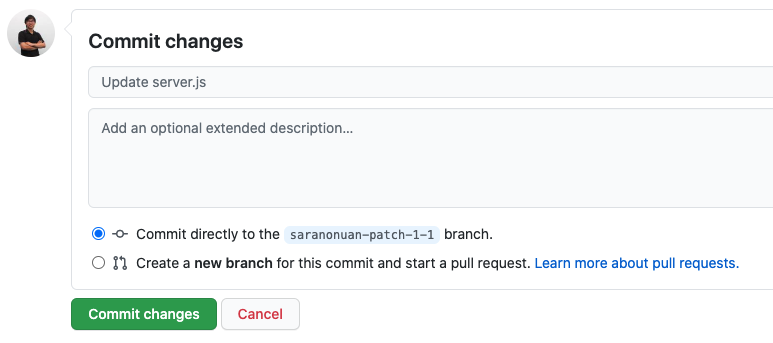 Commit changes
Update server.js
Add an optional extended description…
Commit directly to the saranonuan-patch-1-1 branch.
Create a new branch for this commit and start a pull request. Learn more about pull requests.
Commit changes Cancel